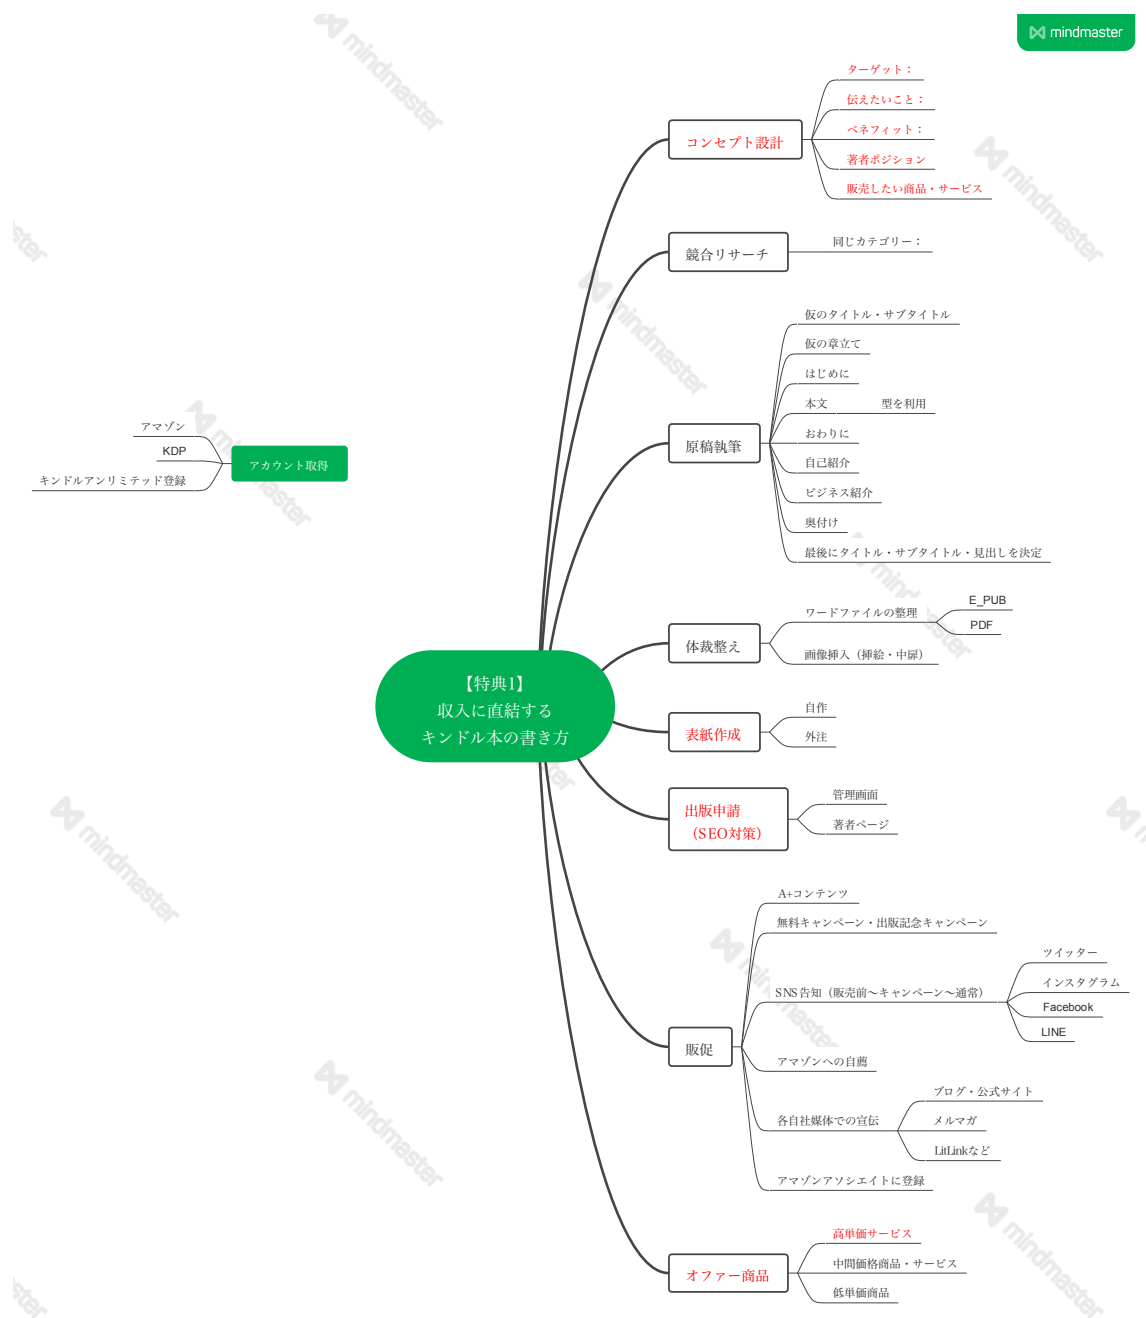 mindmaster
ターゲット：
伝えたいこと：
ベネフィット：
著者ポジション
販売したい商品・サービス
コンセプト設計
競合リサーチ
同じカテゴリー：
仮のタイトル・サブタイトル
仮の章立て
はじめに
本文
型を利用
おわりに
自己紹介
ビジネス紹介
奥付け
最後にタイトル・サブタイトル・見出しを決定
原稿執筆
アマゾン
KDP
キンドルアンリミテッド登録
アカウント取得
体裁整え
ワードファイルの整理
E_PUB
PDF
画像挿入（挿絵・中扉）
【特典1】
収入に直結する
キンドル本の書き方
表紙作成
自作
外注
出版申請
（SEO対策）
管理画面
著者ページ
販促
A+コンテンツ
無料キャンペーン・出版記念キャンペーン
SNS告知（販売前〜キャンペーン〜通常）
ツイッター
インスタグラム
Facebook
LINE
アマゾンへの自薦
各自社媒体での宣伝
ブログ・公式サイト
メルマガ
LitLinkなど
アマゾンアソシエイトに登録
オファー商品
高単価サービス
中間価格商品・サービス
低単価商品